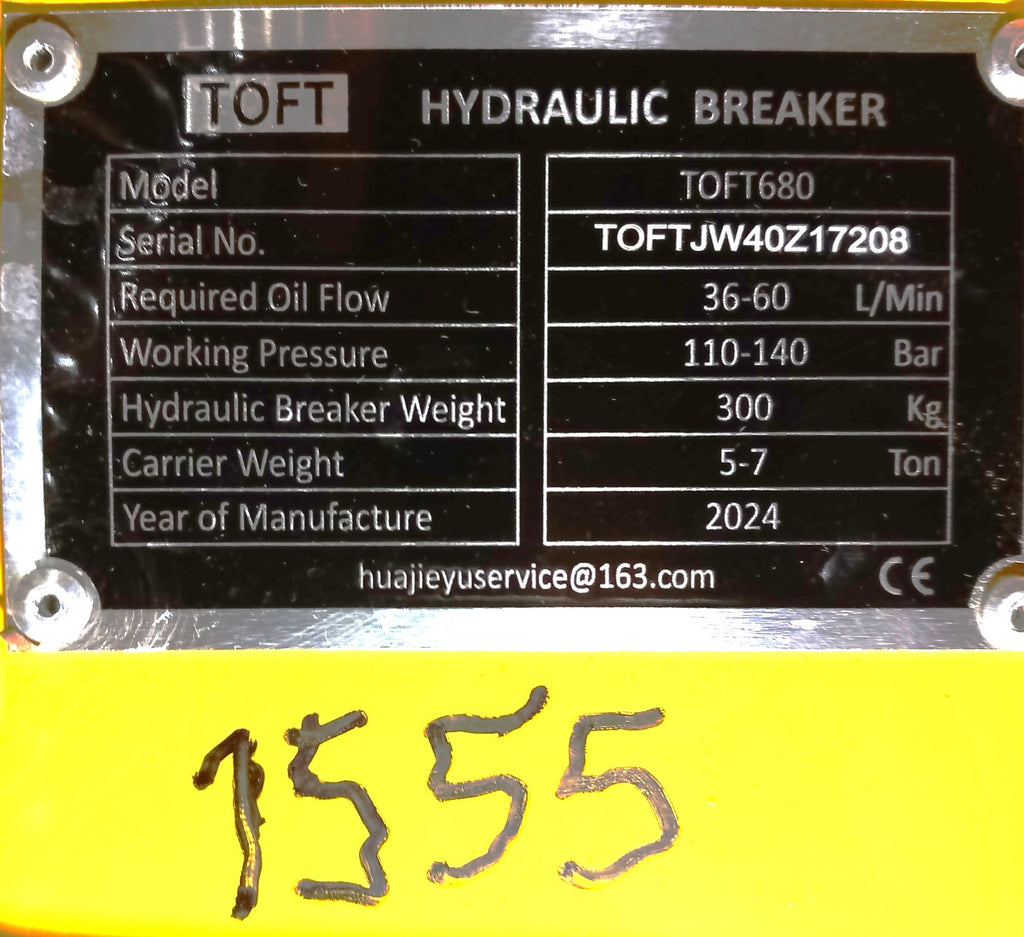 TOFT HYDRAULIC BREAKER
Model TOFT680
Serial No. TOFTJW40Z17208
Required Oil Flow 36-60 L/Min
Working Pressure 110-140 Bar
Hydraulic Breaker Weight 300 Kg
Carrier Weight 5-7 Ton
Year of Manufacture 2024
huajieyuservice@163.com CE
1555